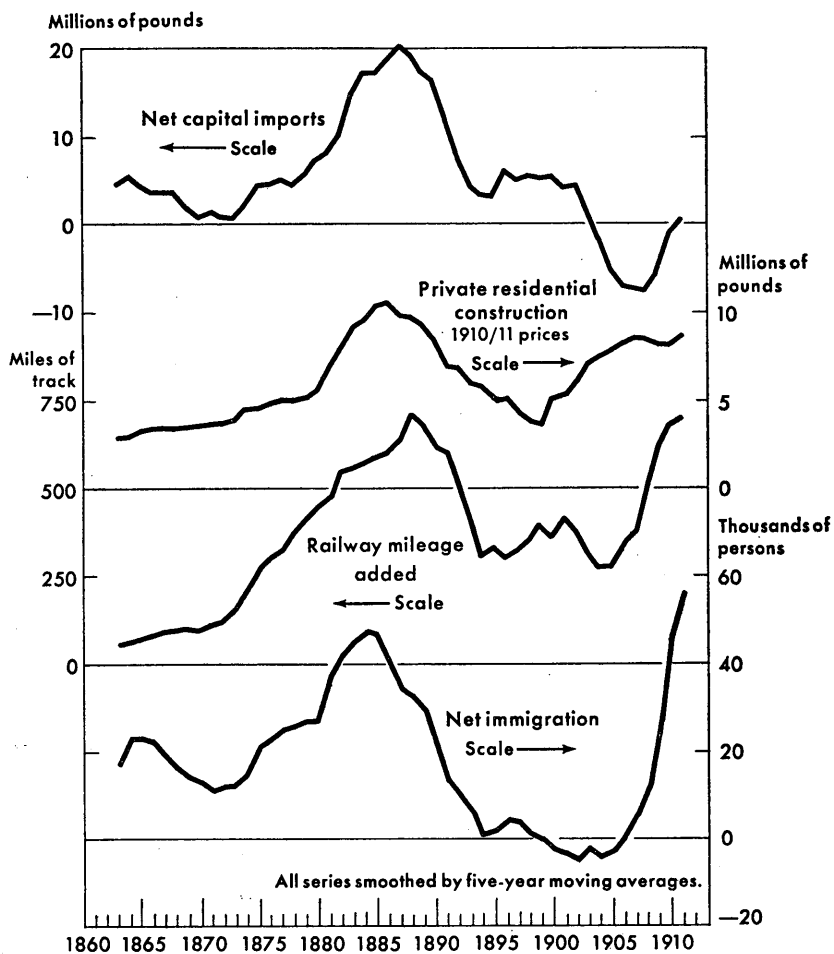 Millions of pounds
20
10
0
—10
Net capital imports
Scale
Millions of
pounds
10
5
0
Private residential
construction
1910/11 prices
Scale
Miles of
track
750
500
250
0
Railway mileage
added
Scale
Thousands of
persons
60
40
20
0
—20
Net immigration
Scale
All series smoothed by five-year moving averages.
1860 1865 1870 1875 1880 1885 1890 1895 1900 1905 1910